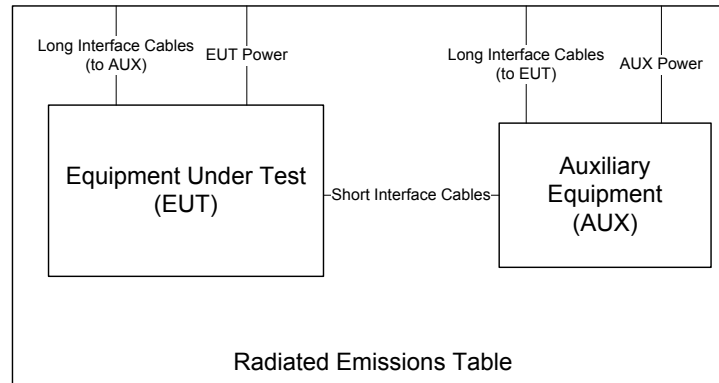 Long Interface Cables
(to AUX)
EUT Power
Long Interface Cables
(to EUT)
AUX Power
Equipment Under Test
(EUT)
Short Interface Cables
Auxiliary
Equipment
(AUX)
Radiated Emissions Table